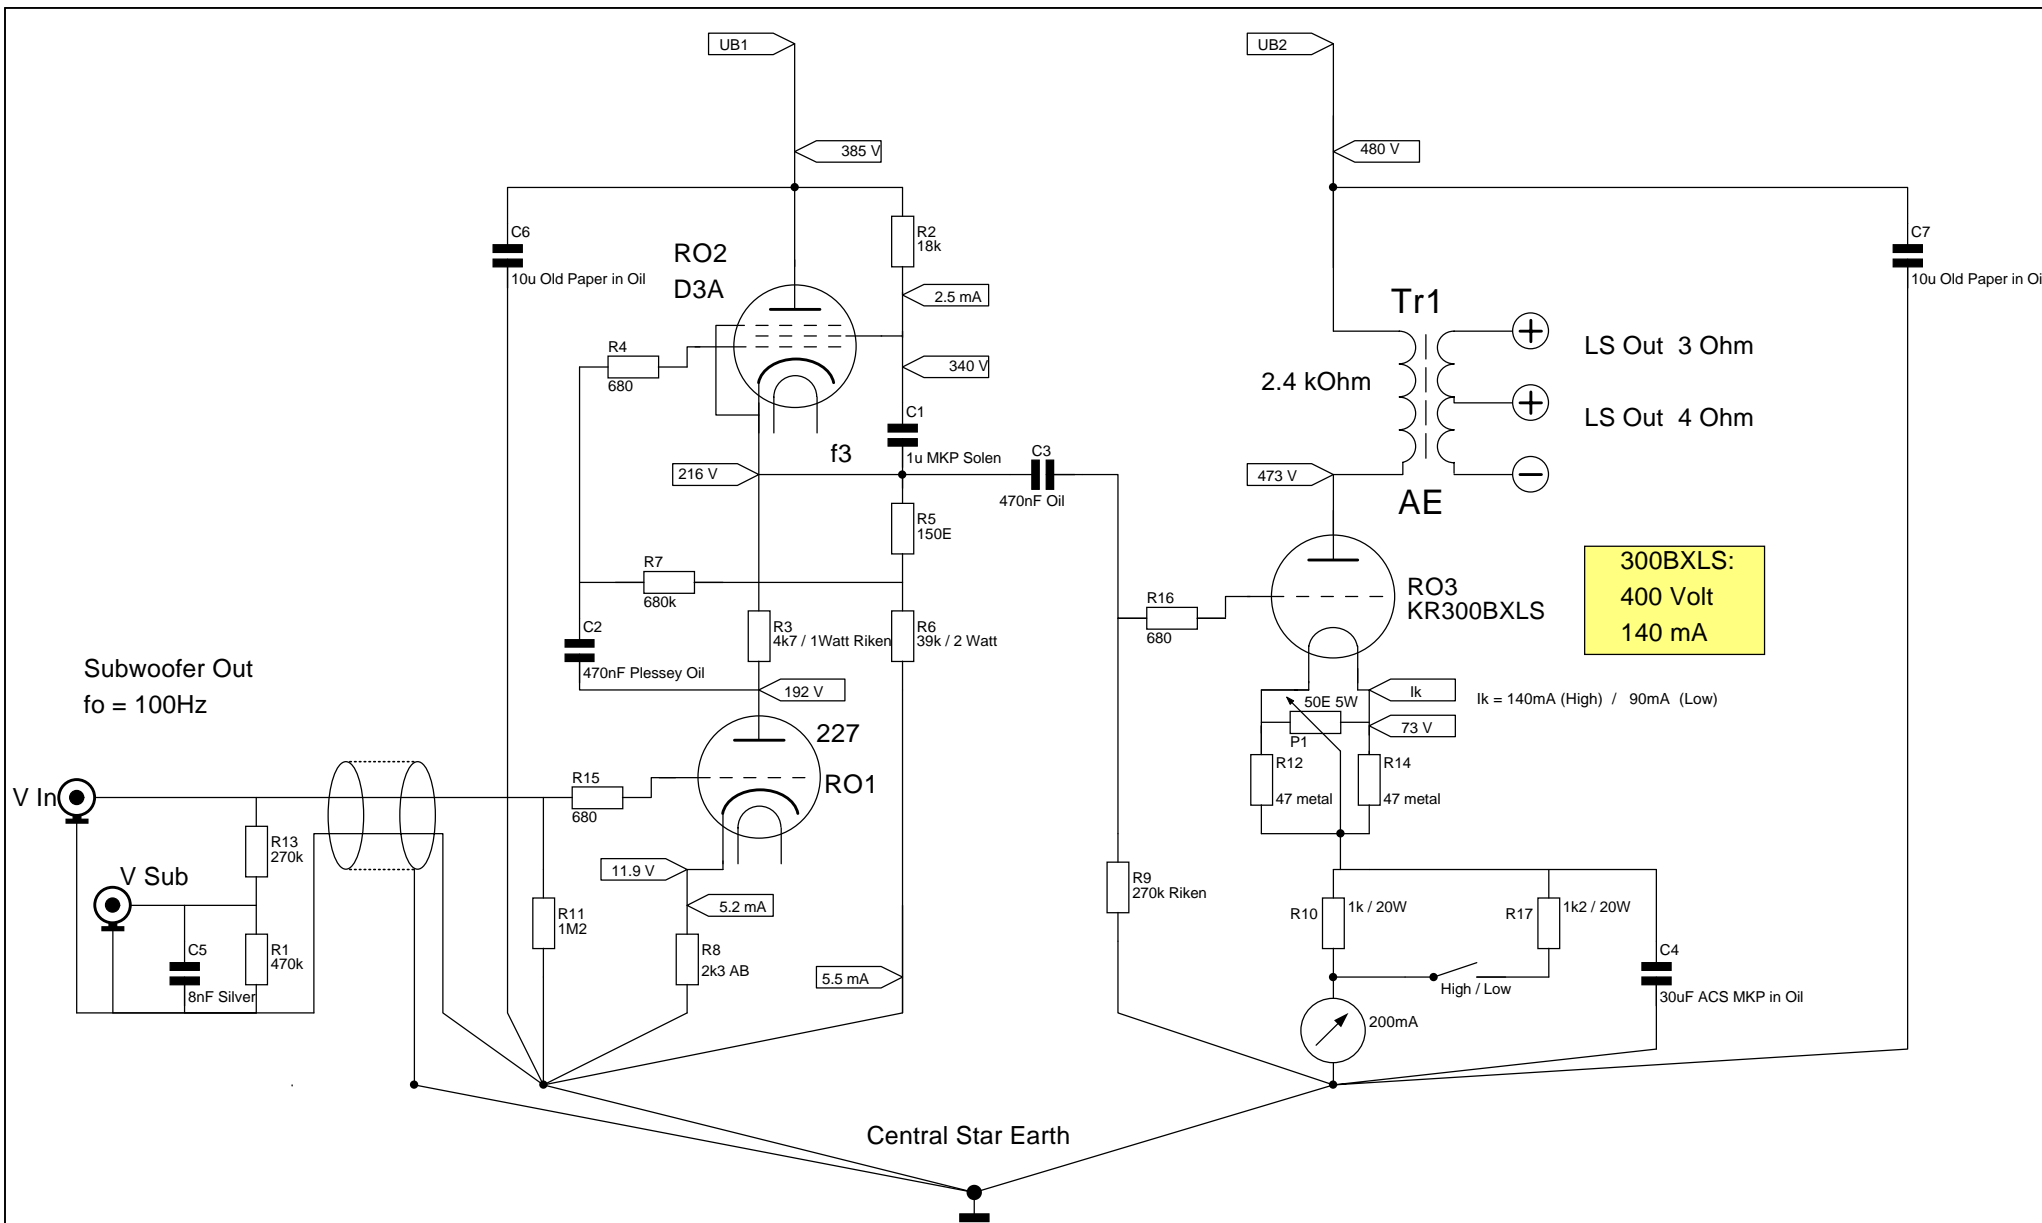 UB1
UB2
385 V
480 V
C6
10u Old Paper in Oil
RO2
D3A
R2
18k
2.5 mA
340 V
R4
680
C1
1u MKP Solen
f3
216 V
C3
470nF Oil
R5
150E
R7
680k
C2
470nF Plessey Oil
R3
4k7 / 1Watt Riken
R6
39k / 2 Watt
192 V
227
RO1
R15
680
11.9 V
5.2 mA
R8
2k3 AB
5.5 mA
R11
1M2
Subwoofer Out
fo = 100Hz
V In
R13
270k
V Sub
C5
8nF Silver
R1
470k
Tr1
2.4 kOhm
AE
LS Out 3 Ohm
LS Out 4 Ohm
C7
10u Old Paper in Oi
473 V
R16
680
RO3
KR300BXLS
300BXLS:
400 Volt
140 mA
Ik
Ik = 140mA (High) / 90mA (Low)
50E 5W
P1
73 V
R12
47 metal
R14
47 metal
R9
270k Riken
R10
1k / 20W
R17
1k2 / 20W
High / Low
C4
30uF ACS MKP in Oil
200mA
Central Star Earth